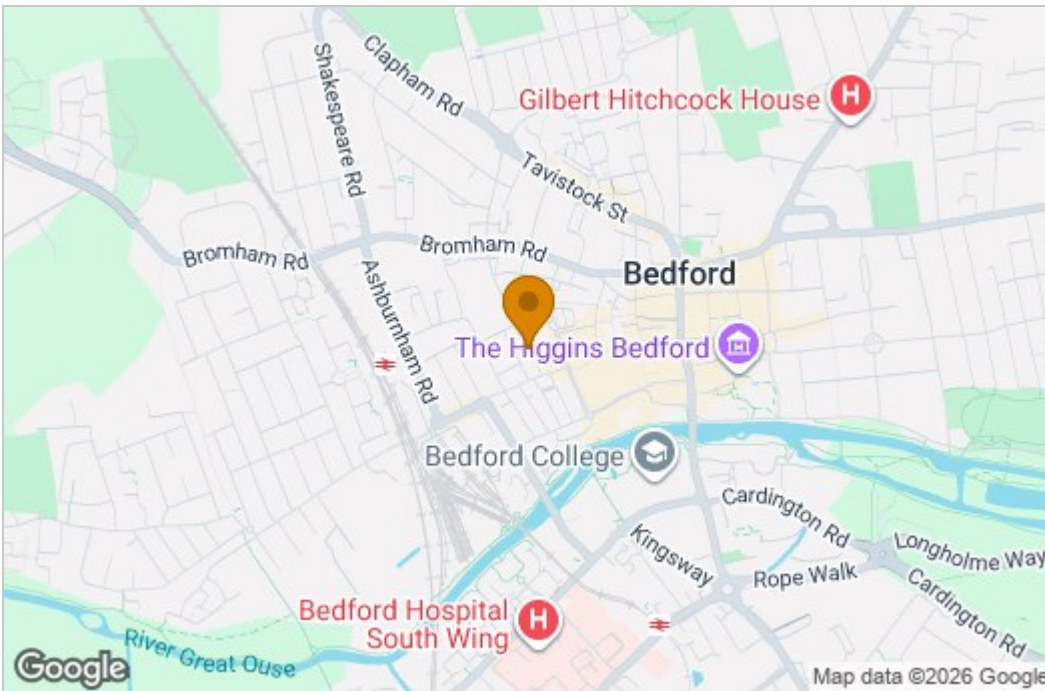 Clapham Rd
Shakespeare Rd
Gilbert Hitchcock House
H
Tavistock St
Bromham Rd
Bromham Rd
Bedford
Ashburnham Rd
The Higgins Bedford
Bedford College
Cardington Rd
Longholme Way
Kingsway
Rope Walk
Cardington Rd
Bedford Hospital
South Wing
H
River Great Ouse
Google
Map data ©2026 Google